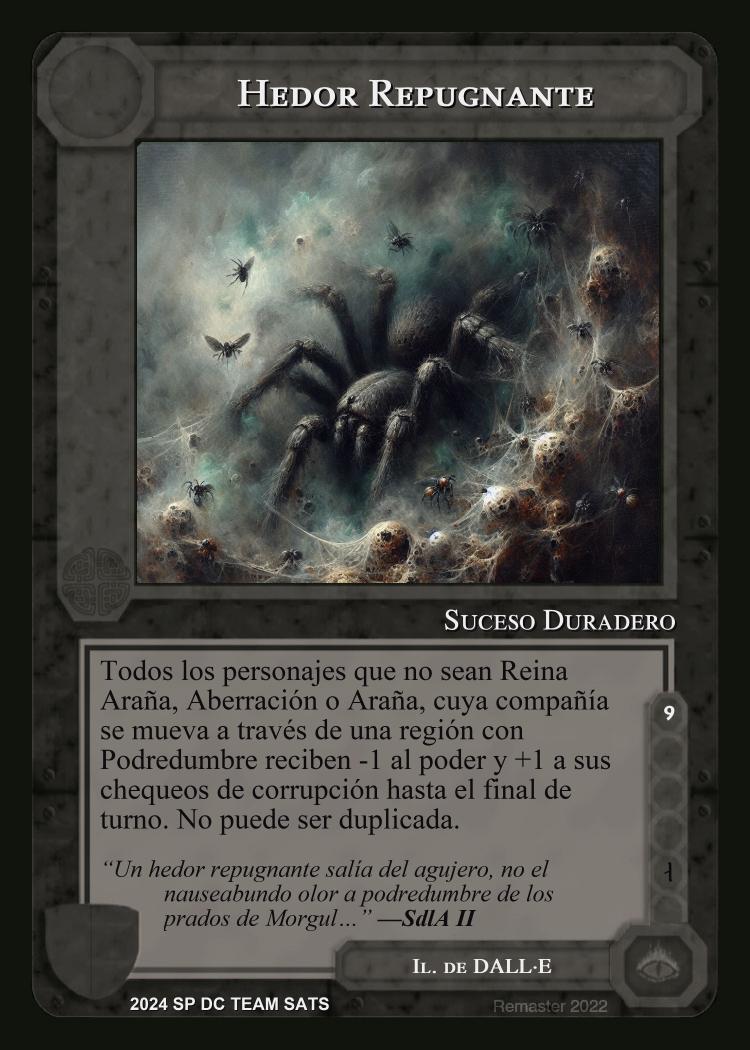 Hedor Repugnante
Suceso Duradero
Todos los personajes que no sean Reina
Araña, Aberración o Araña, cuya compañía
se mueva a través de una región con
Podredumbre reciben -1 al poder y +1 a sus
chequeos de corrupción hasta el final de
turno. No puede ser duplicada.
9
“Un hedor repugnante salía del agujero, no el
nauseabundo olor a podredumbre de los
prados de Morgul…” —SdlA II
Il. de DALL·E
2024 SP DC TEAM SATS
Remaster 2022